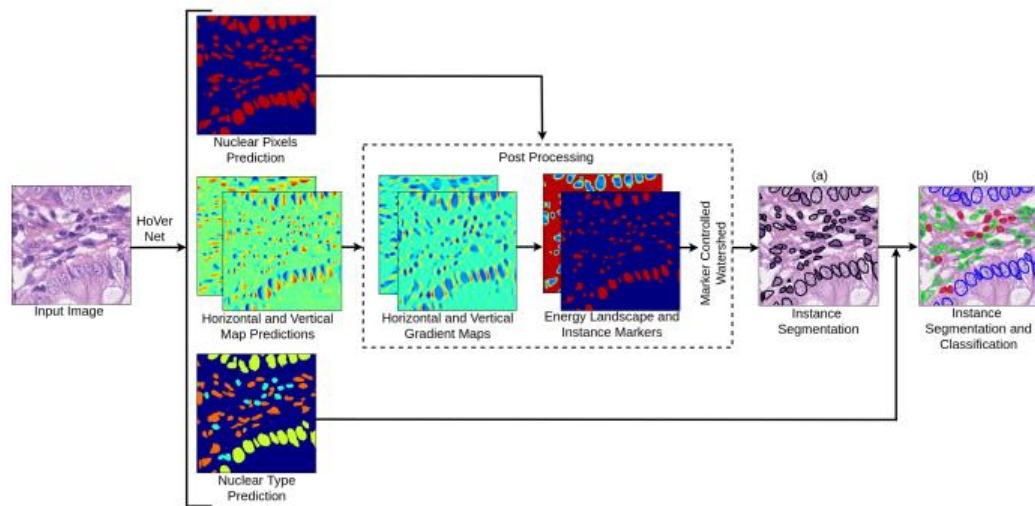 Input Image
HoVer
Net
Nuclear Pixels
Prediction
Horizontal and Vertical
Map Predictions
Nuclear Type
Prediction
Post Processing
Horizontal and Vertical
Gradient Maps
Energy Landscape and
Instance Markers
Marker Controlled
Watershed
(a)
Instance
Segmentation
(b)
Instance
Segmentation and
Classification